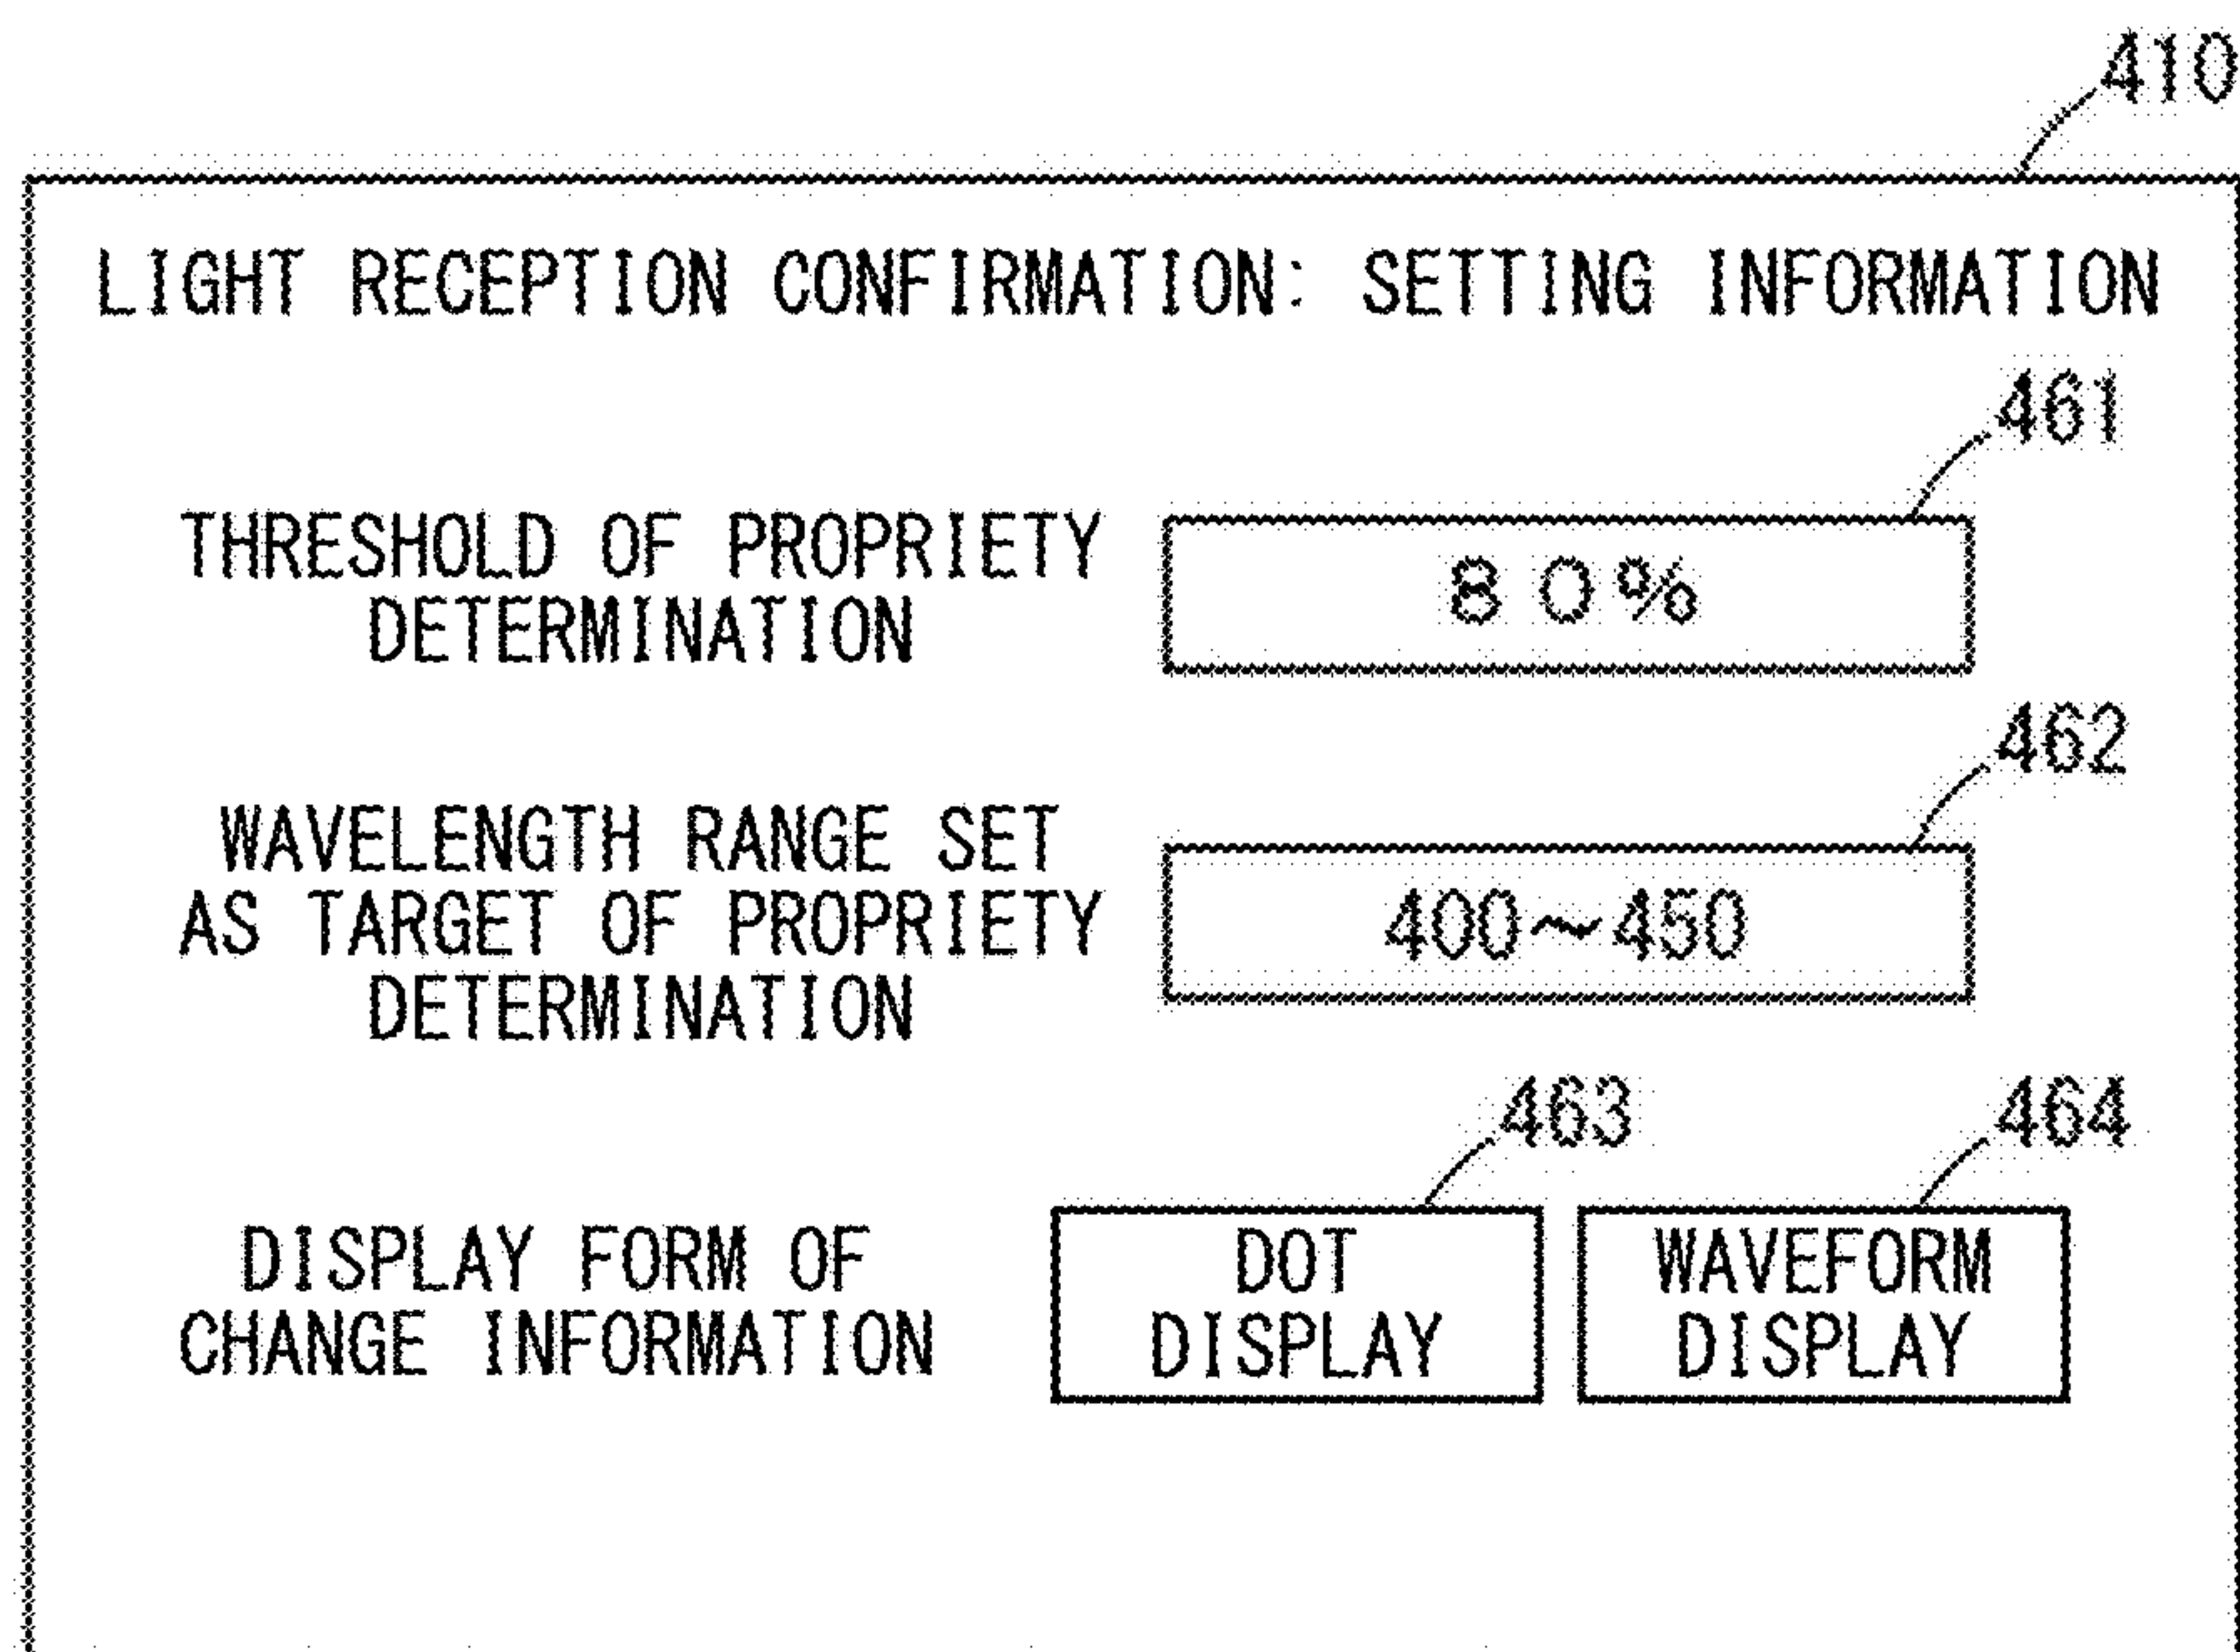 410
LIGHT RECEPTION CONFIRMATION: SETTING INFORMATION
461
THRESHOLD OF PROPRIETY
DETERMINATION
80%
462
WAVELENGTH RANGE SET
AS TARGET OF PROPRIETY
DETERMINATION
400~450
463
464
DISPLAY FORM OF
CHANGE INFORMATION
DOT
DISPLAY
WAVEFORM
DISPLAY